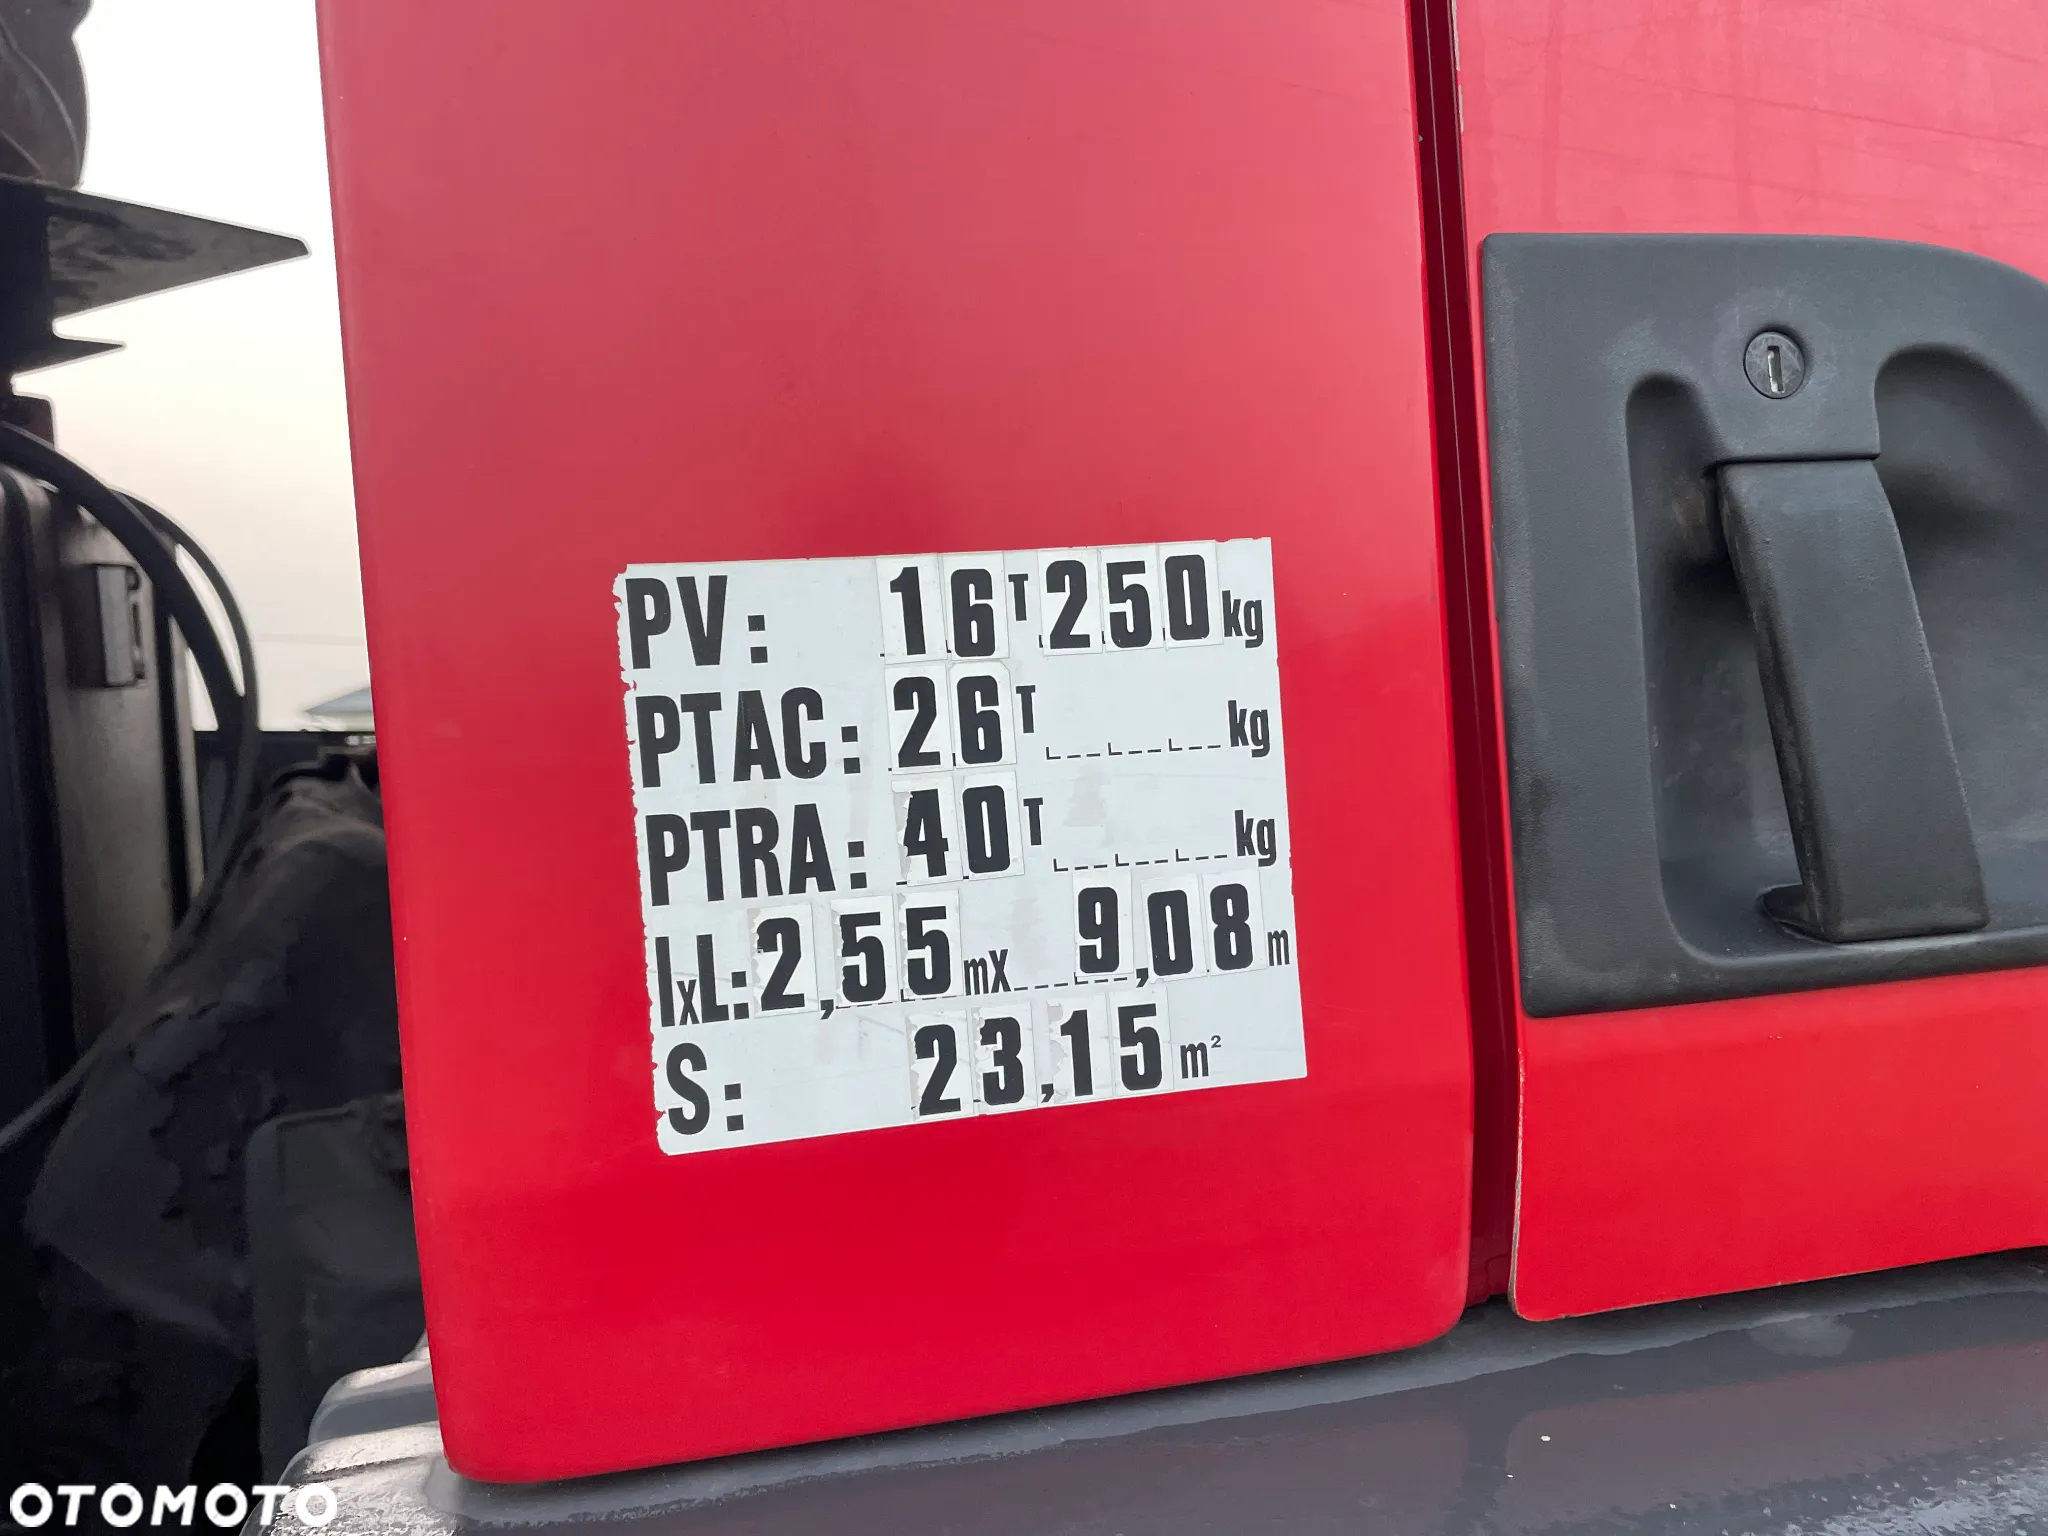 PV: 16T250kg
PTAC: 26T kg
PTRA: 40T kg
lxL: 2,55mx 9,08m
S: 23,15m²
OTOMOTO